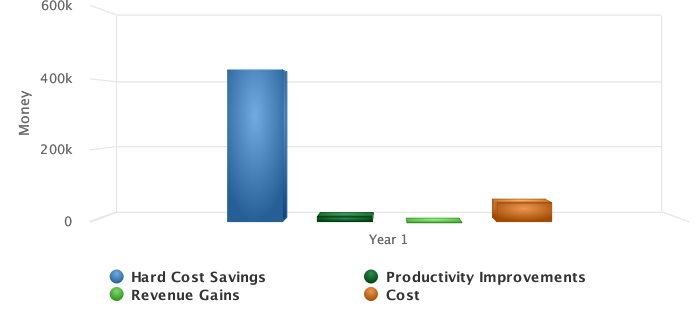 600k
400k
200k
0
Money
Year 1
Hard Cost Savings
Productivity Improvements
Revenue Gains
Cost